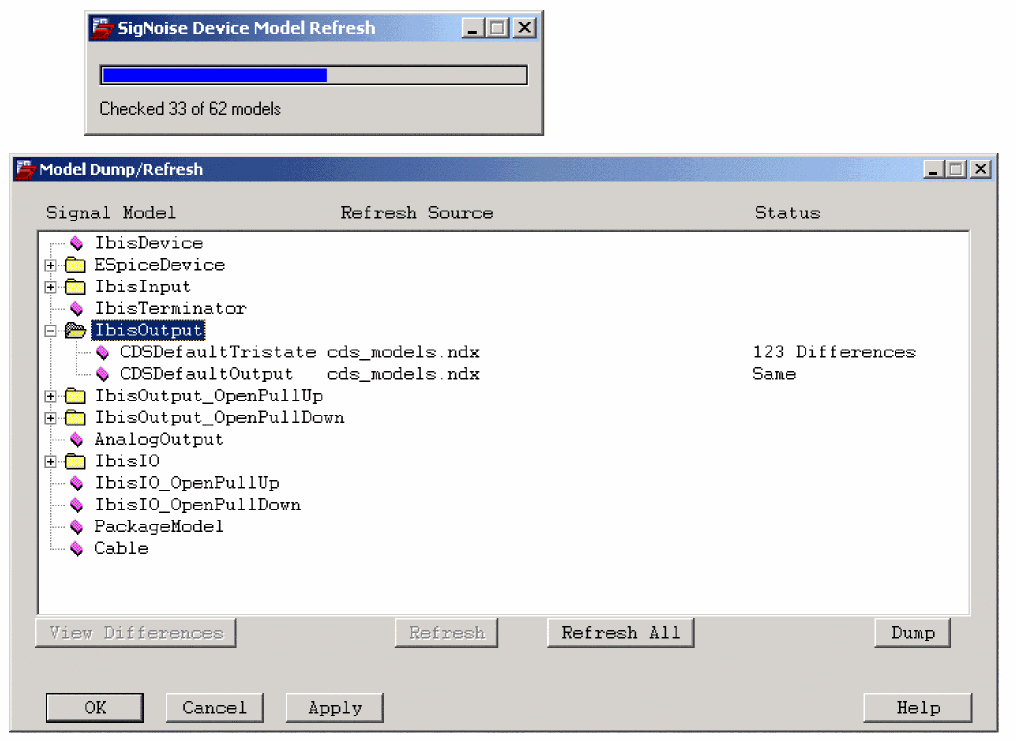 SigNoise Device Model Refresh
Checked 33 of 62 models
Model Dump/Refresh
Signal Model Refresh Source Status
IbisDevice
ESpiceDevice
IbisInput
IbisTerminator
IbisOutput
CDSDefaultTristate cds_models.ndx 123 Differences
CDSDefaultOutput cds_models.ndx Same
IbisOutput_OpenPullUp
IbisOutput_OpenPullDown
AnalogOutput
IbisIO
IbisIO_OpenPullUp
IbisIO_OpenPullDown
PackageModel
Cable
View Differences Refresh Refresh All Dump
OK Cancel Apply Help